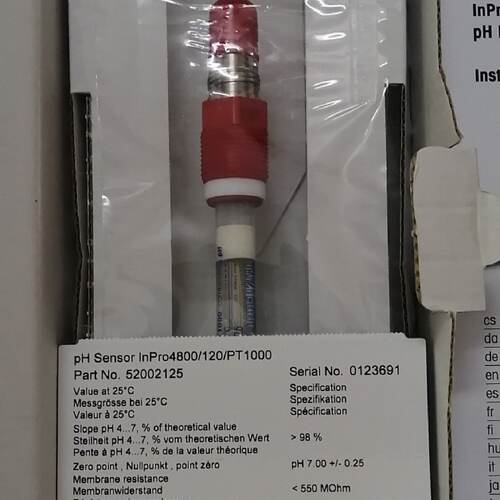 InPro
pH
Inst
pH Sensor InPro4800/120/PT1000
Part No. 52002125
Serial No. 0123691
Value at 25°C
Messgrösse bei 25°C
Valeur à 25°C
Specification
Spezifikation
Spécification
Slope pH 4...7, % of theoretical value
Steilheit pH 4...7, % vom theoretischen Wert
Pente à pH 4...7, % de la valeur théorique
> 98 %
Zero point , Nullpunkt , point zéro
pH 7.00 +/- 0.25
Membrane resistance
Membranwiderstand
< 550 MOhm
cs
da
de
en
es
fr
fi
hu
it
ja